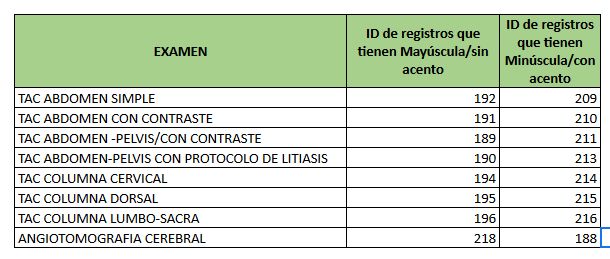 EXAMEN
ID de registros que
tienen Mayúscula/sin
acento
ID de registros
que tienen
Minúscula/con
acento
TAC ABDOMEN SIMPLE 192 209
TAC ABDOMEN CON CONTRASTE 191 210
TAC ABDOMEN -PELVIS/CON CONTRASTE 189 211
TAC ABDOMEN-PELVIS CON PROTOCOLO DE LITIASIS 190 213
TAC COLUMNA CERVICAL 194 214
TAC COLUMNA DORSAL 195 215
TAC COLUMNA LUMBO-SACRA 196 216
ANGIOTOMOGRAFIA CEREBRAL 218 188